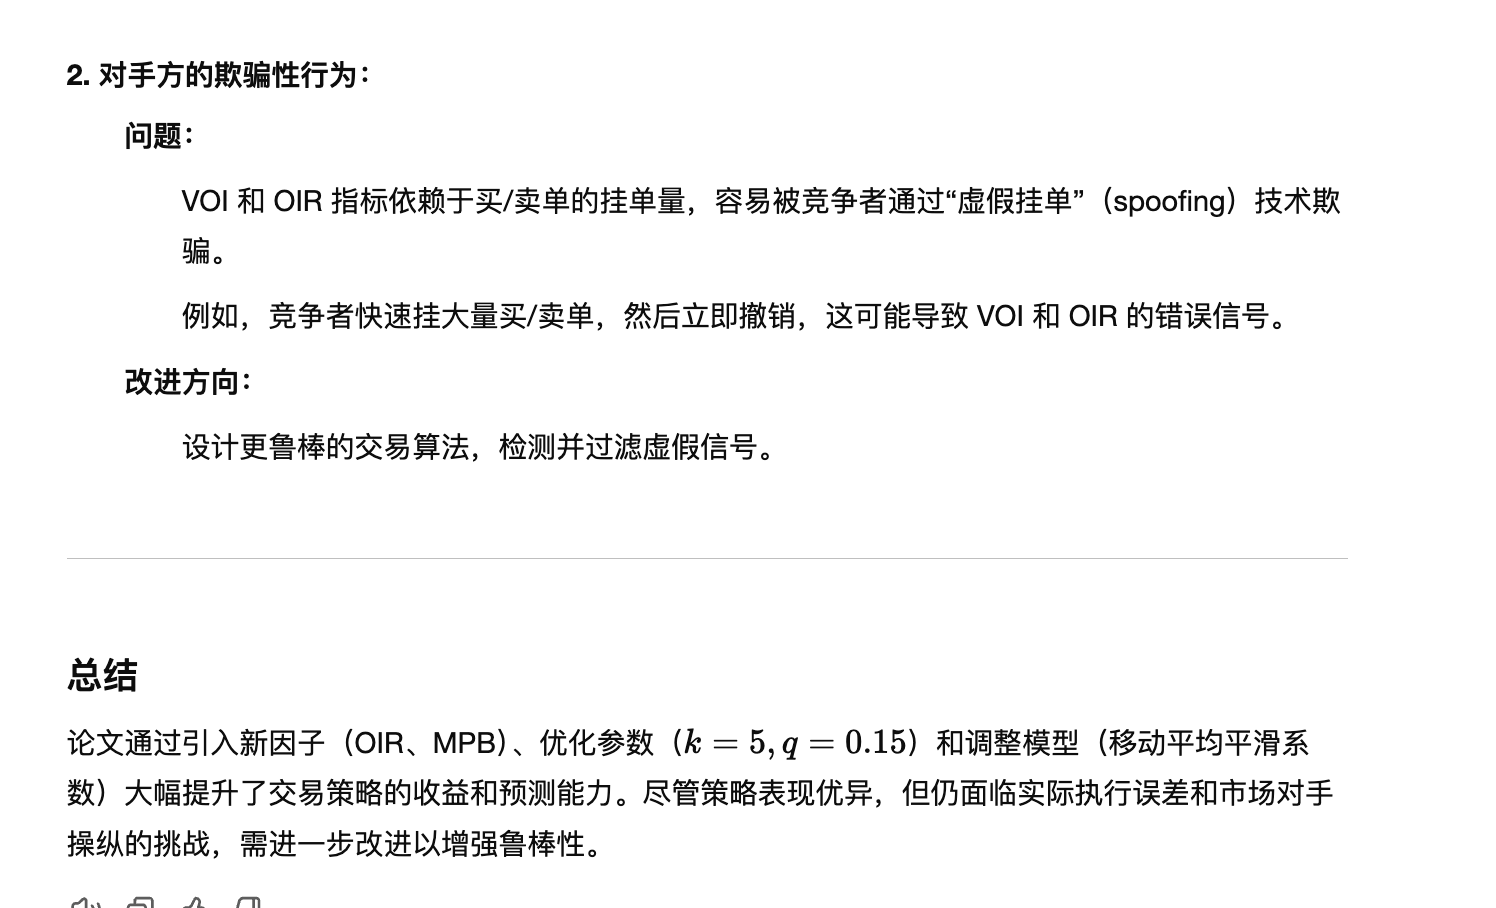 2. 对手方的欺骗性行为：
问题：
VOI 和 OIR 指标依赖于买/卖单的挂单量，容易被竞争者通过“虚假挂单”（spoofing）技术欺
骗。
例如，竞争者快速挂大量买/卖单，然后立即撤销，这可能导致 VOI 和 OIR 的错误信号。
改进方向：
设计更鲁棒的交易算法，检测并过滤虚假信号。
总结
论文通过引入新因子（OIR、MPB）、优化参数（k = 5, q = 0.15）和调整模型（移动平均平滑系
数）大幅提升了交易策略的收益和预测能力。尽管策略表现优异，但仍面临实际执行误差和市场对手
操纵的挑战，需进一步改进以增强鲁棒性。